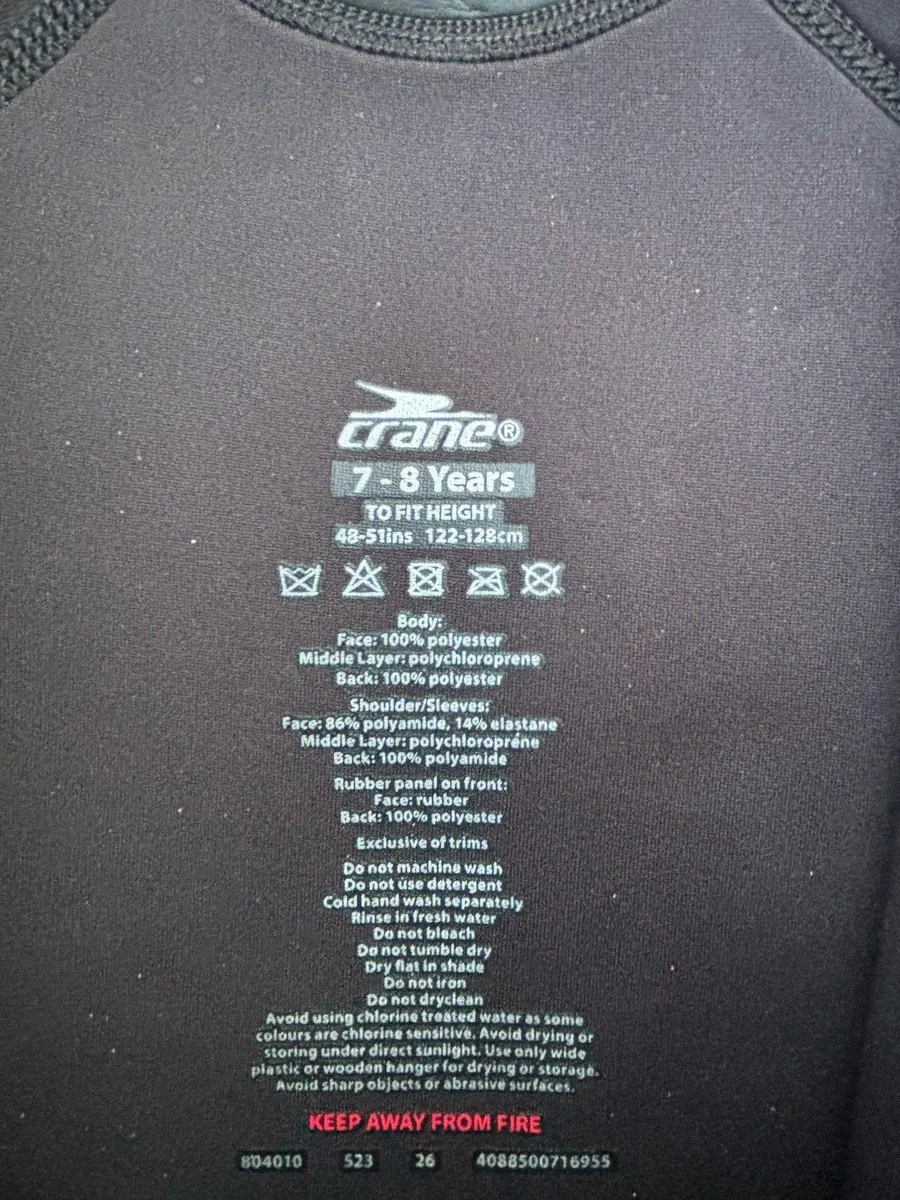 crane®
7 - 8 Years
TO FIT HEIGHT
48-51ins 122-128cm
Body:
Face: 100% polyester
Middle Layer: polychloroprene
Back: 100% polyester
Shoulder/Sleeves:
Face: 86% polyamide, 14% elastane
Middle Layer: polychloroprene
Back: 100% polyamide
Rubber panel on front:
Face: rubber
Back: 100% polyester
Exclusive of trims
Do not machine wash
Do not use detergent
Cold hand wash separately
Rinse in fresh water
Do not bleach
Do not tumble dry
Dry flat in shade
Do not iron
Do not dryclean
Avoid using chlorine treated water as some
colours are chlorine sensitive. Avoid drying or
storing under direct sunlight. Use only wide
plastic or wooden hanger for drying or storage.
Avoid sharp objects or abrasive surfaces.
KEEP AWAY FROM FIRE
804010 523 26 4088500716955